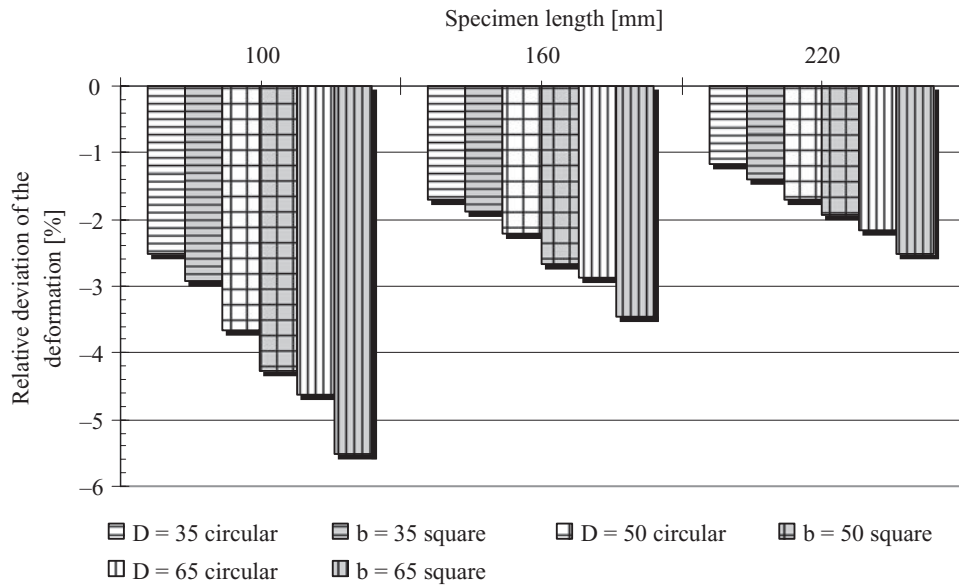 Specimen length [mm]
100 160 220
0
–1
–2
–3
–4
–5
–6
Relative deviation of the
deformation [%]
D = 35 circular b = 35 square D = 50 circular b = 50 square
D = 65 circular b = 65 square